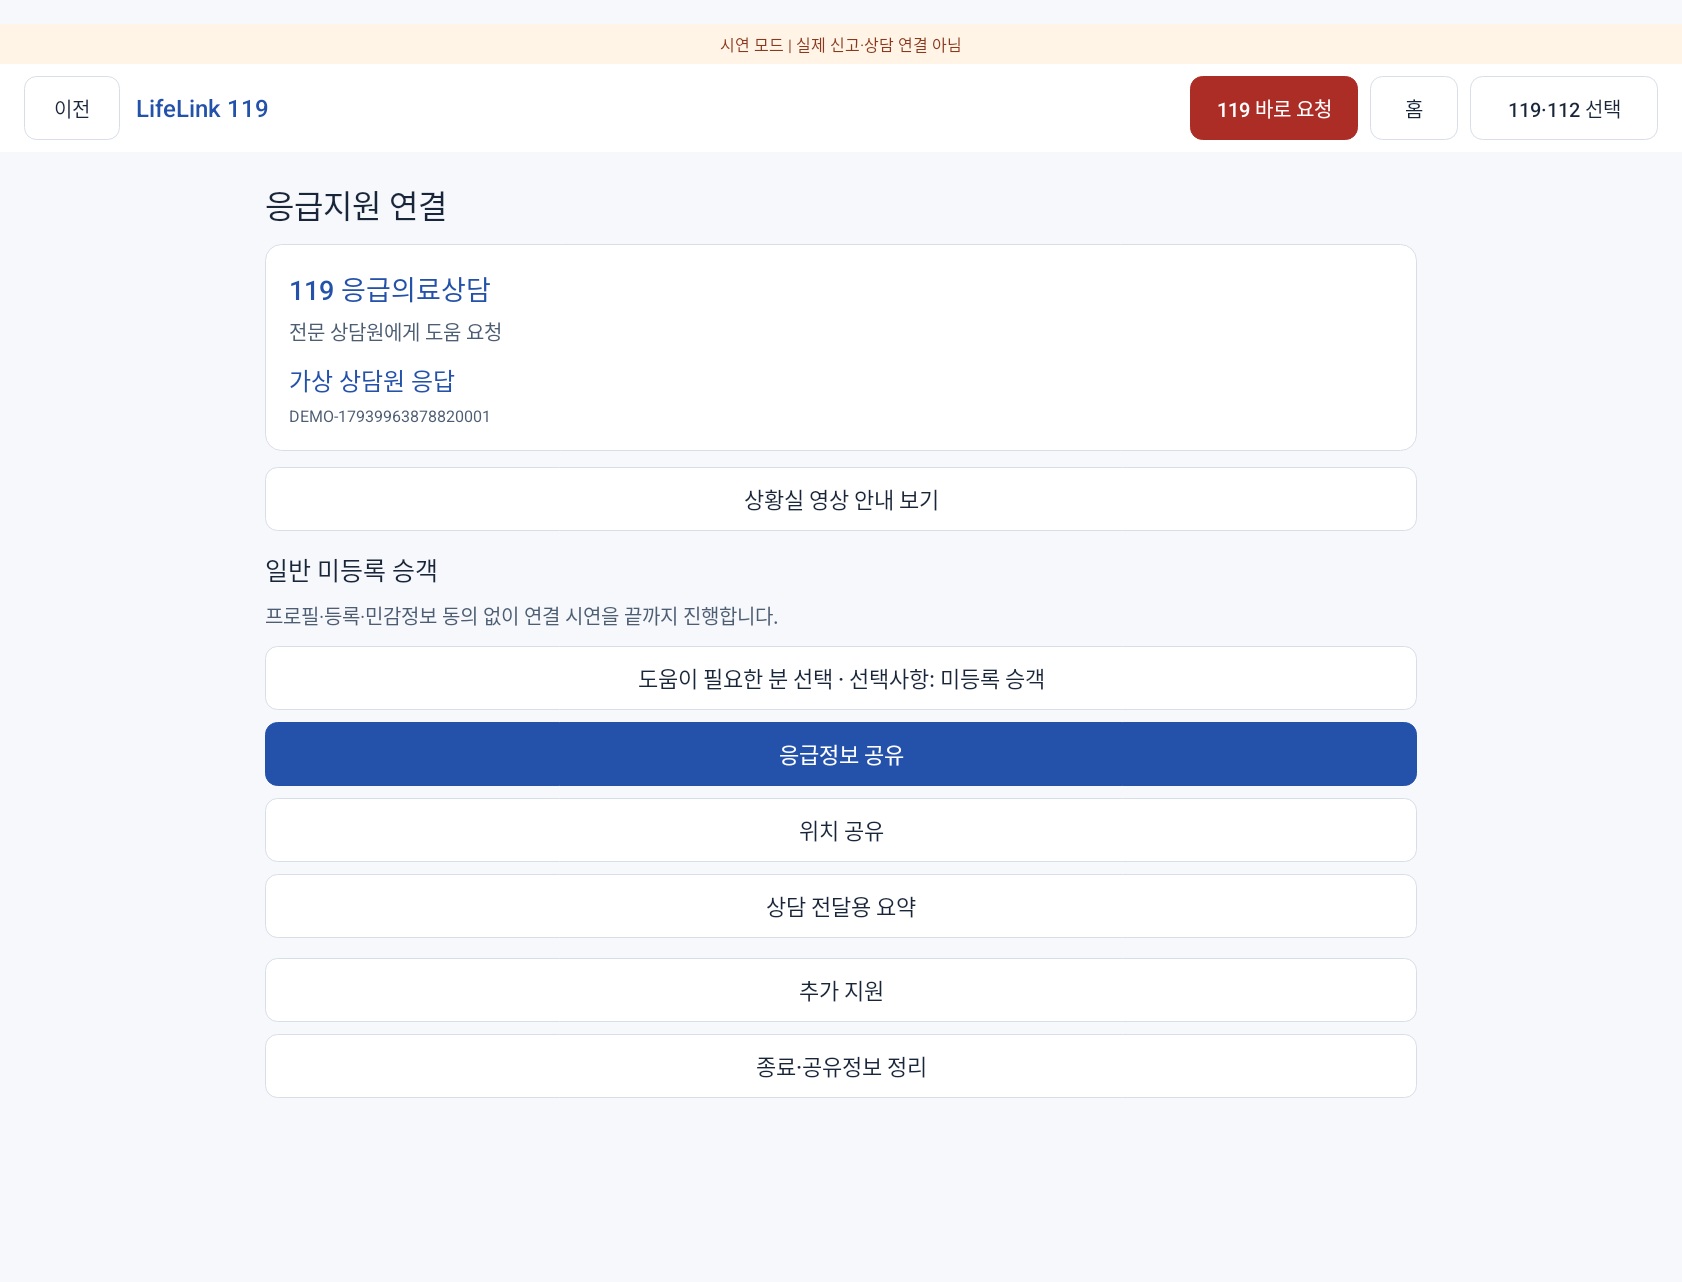 시연 모드 | 실제 신고·상담 연결 아님
이전
LifeLink 119
119 바로 요청
홈
119·112 선택
응급지원 연결
119 응급의료상담
전문 상담원에게 도움 요청
가상 상담원 응답
DEMO-17939963878820001
상황실 영상 안내 보기
일반 미등록 승객
프로필·등록·민감정보 동의 없이 연결 시연을 끝까지 진행합니다.
도움이 필요한 분 선택 · 선택사항: 미등록 승객
응급정보 공유
위치 공유
상담 전달용 요약
추가 지원
종료·공유정보 정리